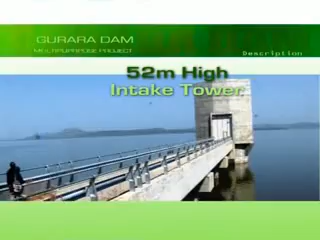 GURARA DAM
MULTIPURPOSE PROJECT
Description
52m High
Intake Tower